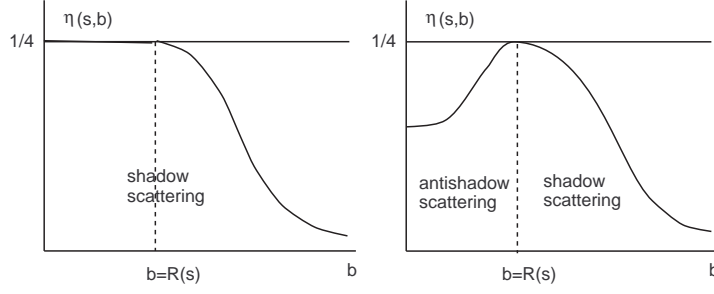 η(s,b)
1/4
shadow
scattering
b=R(s)
b
η(s,b)
1/4
antishadow
scattering
shadow
scattering
b=R(s)
b